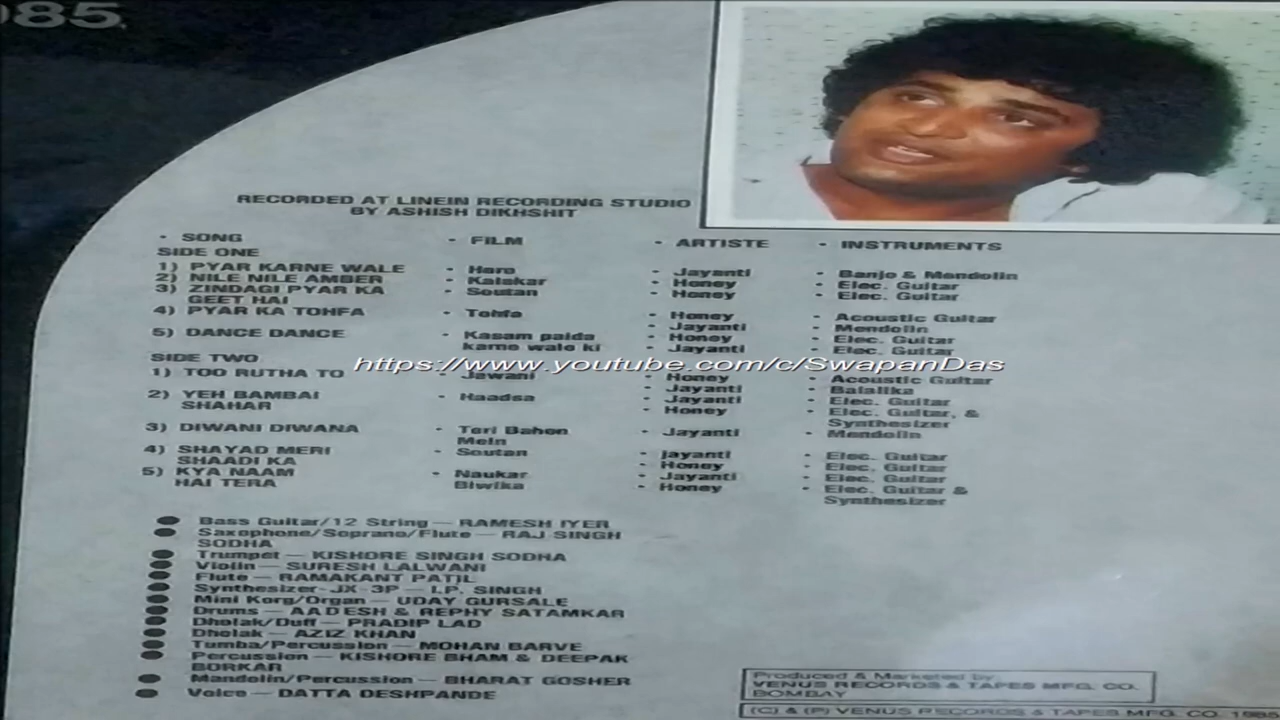 985
RECORDED AT LINEIN RECORDING STUDIO
BY ASHISH DIKHSHIT
• SONG • FILM • ARTISTE • INSTRUMENTS
SIDE ONE
1) PYAR KARNE WALE • Hero • Jayanti • Banjo & Mendolin
2) NILE NILE AMBER • Kalakar • Honey • Elec. Guitar
3) ZINDAGI PYAR KA • Soutan • Honey • Elec. Guitar
GEET HAI
4) PYAR KA TOHFA • Tohfa • Honey • Acoustic Guitar
• Jayanti • Mendolin
5) DANCE DANCE • Kasam paida • Honey • Elec. Guitar
karne wale ki • Jayanti • Elec. Guitar
SIDE TWO
https://www.youtube.com/c/SwapanDas
1) TOO RUTHA TO • Jawani • Honey • Acoustic Guitar
• Jayanti • Balalika
2) YEH BAMBAI • Haadsa • Jayanti • Elec. Guitar
SHAHAR • Honey • Elec. Guitar, &
Synthesizer
3) DIWANI DIWANA • Teri Bahon • Jayanti • Mendolin
Mein
4) SHAYAD MERI • Soutan • jayanti • Elec. Guitar
SHAADI KA • Honey • Elec. Guitar
5) KYA NAAM • Naukar • Jayanti • Elec. Guitar
HAI TERA Biwika • Honey • Elec. Guitar &
Synthesizer
● Bass Guitar/12 String — RAMESH IYER
● Saxophone/Soprano/Flute — RAJ SINGH
SODHA
● Trumpet — KISHORE SINGH SODHA
● Violin — SURESH LALWANI
● Flute — RAMAKANT PATIL
● Synthesizer-JX-3P — I.P. SINGH
● Mini Korg/Organ — UDAY GURSALE
● Drums — AADESH & REPHY SATAMKAR
● Dholak/Duff — PRADIP LAD
● Dholak — AZIZ KHAN
● Tumba/Percussion — MOHAN BARVE
● Percussion — KISHORE BHAM & DEEPAK
BORKAR
● Mandolin/Percussion — BHARAT GOSHER
● Voice — DATTA DESHPANDE
Produced & Marketed by
VENUS RECORDS & TAPES MFG. CO.
BOMBAY
(C) & (P) VENUS RECORDS & TAPES MFG. CO. 1985